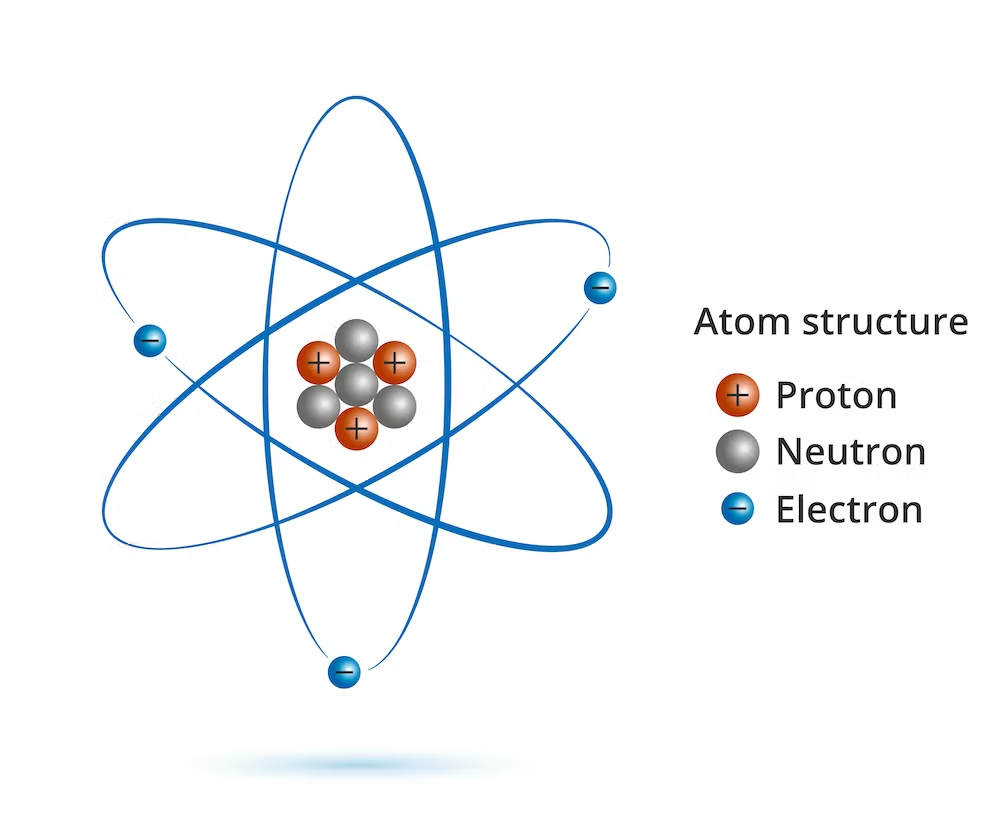 Atom structure
+ Proton
Neutron
− Electron
+ +
+
−
−
−